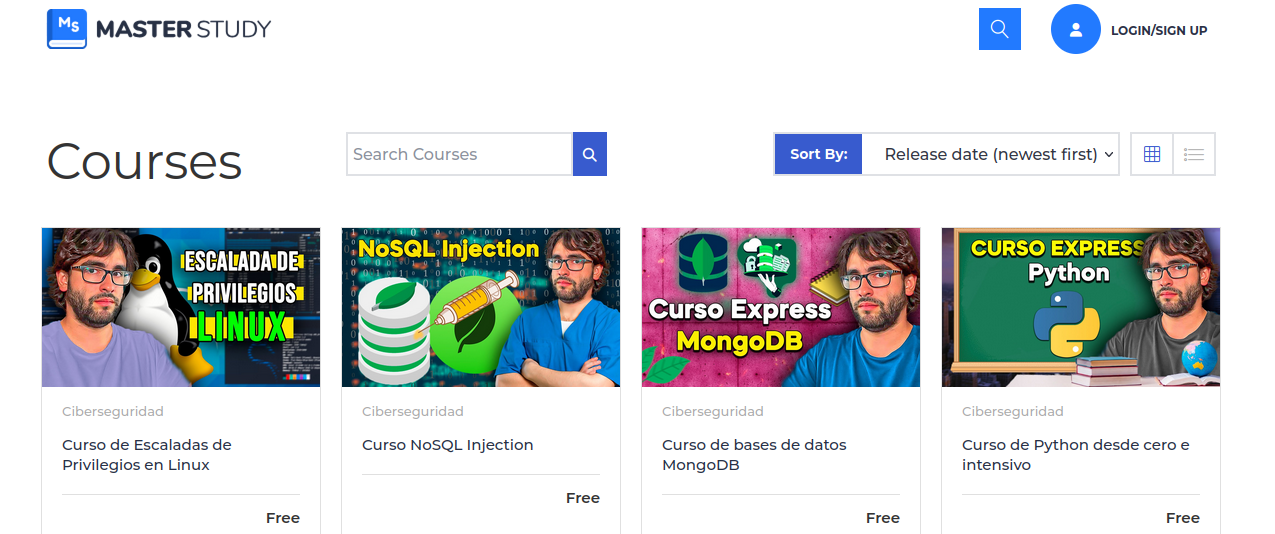 MS MASTER STUDY
LOGIN/SIGN UP
Courses
Search Courses
Sort By:
Release date (newest first)
ESCALADA DE
PRIVILEGIOS
LINUX
Ciberseguridad
Curso de Escaladas de
Privilegios en Linux
Free
NoSQL Injection
Ciberseguridad
Curso NoSQL Injection
Free
Curso Express
MongoDB
Ciberseguridad
Curso de bases de datos
MongoDB
Free
CURSO EXPRESS
Python
Ciberseguridad
Curso de Python desde cero e
intensivo
Free